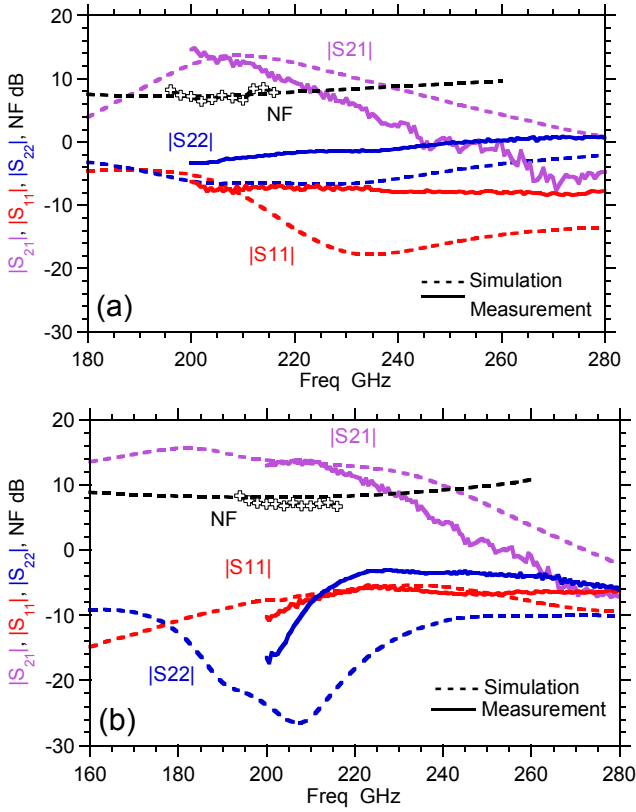 20
10
0
-10
-20
-30
|S21|, |S11|, |S22|, NF dB
|S21|
NF
|S22|
|S11|
Simulation
Measurement
(a)
180 200 220 240 260 280
Freq GHz
20
10
0
-10
-20
-30
|S21|, |S11|, |S22|, NF dB
|S21|
NF
|S11|
|S22|
Simulation
Measurement
(b)
160 180 200 220 240 260 280
Freq GHz